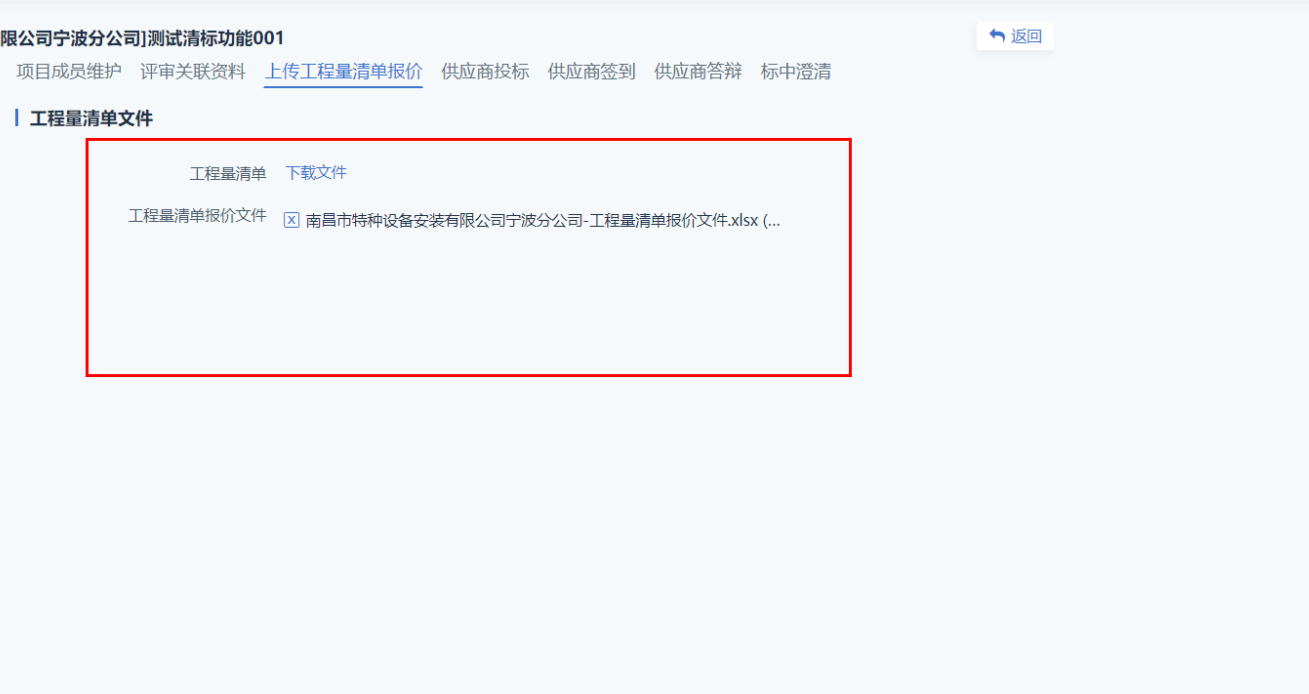 限公司宁波分公司]测试清标功能001
返回
项目成员维护 评审关联资料 上传工程量清单报价 供应商投标 供应商签到 供应商答辩 标中澄清
工程量清单文件
工程量清单 下载文件
工程量清单报价文件 X 南昌市特种设备安装有限公司宁波分公司-工程量清单报价文件.xlsx (...